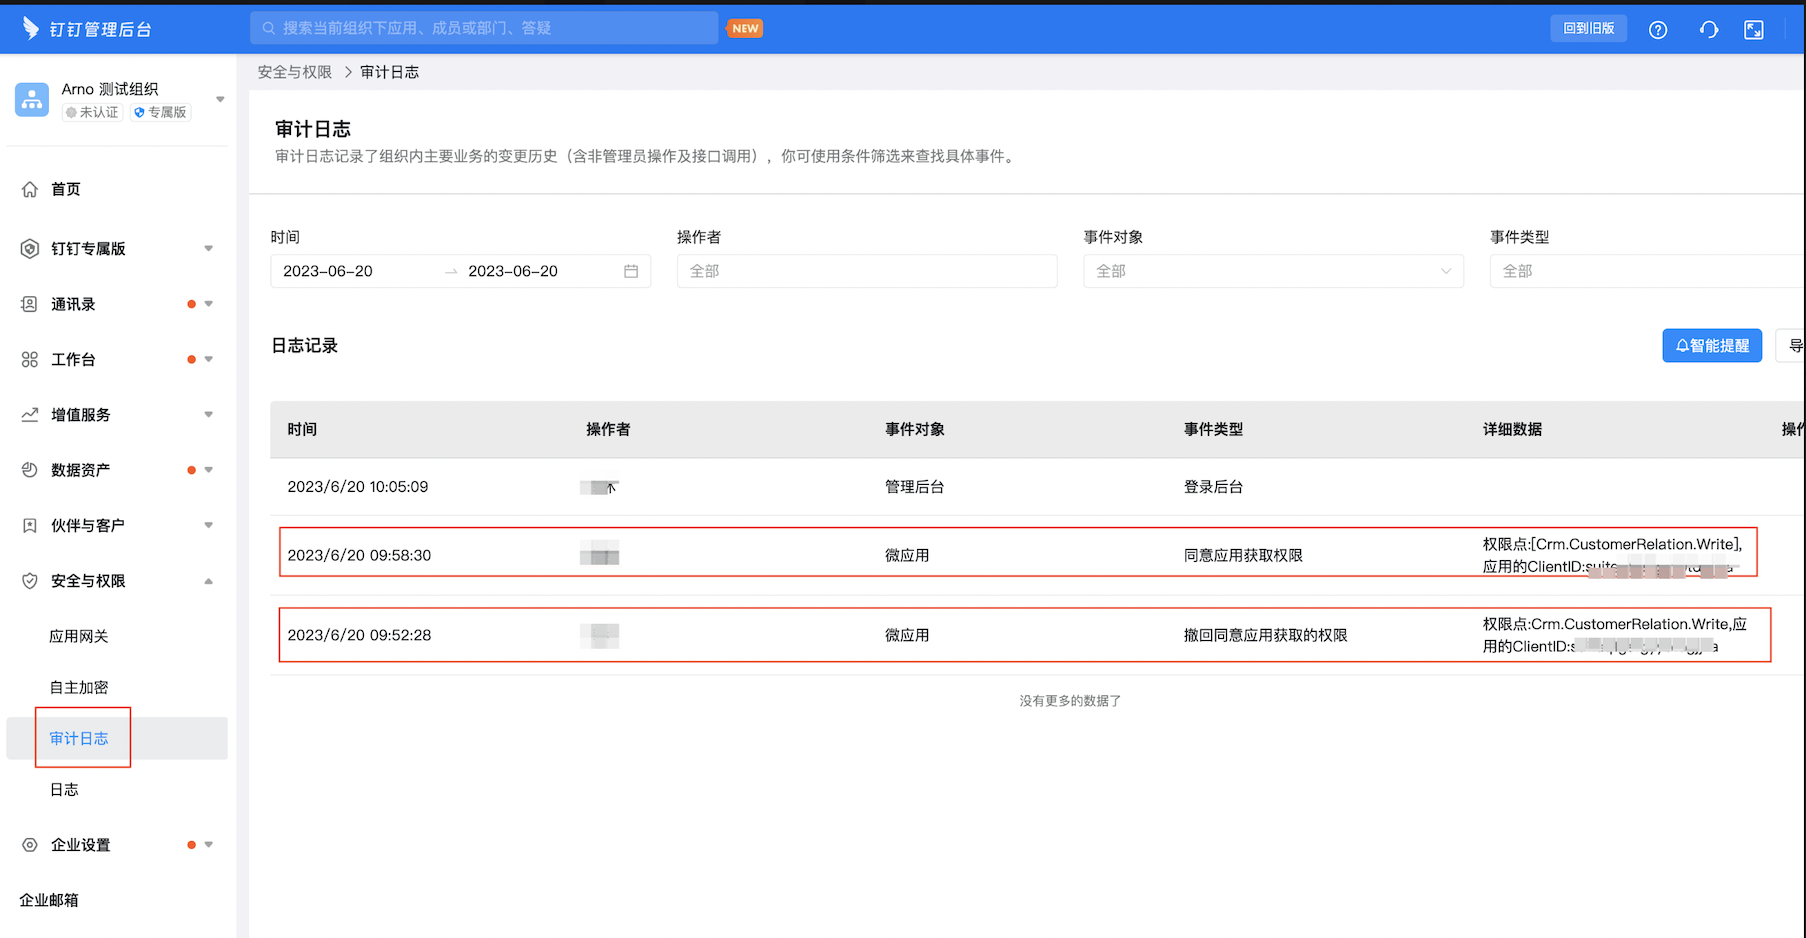 钉钉管理后台
搜索当前组织下应用、成员或部门、答疑
NEW
回到旧版
Arno 测试组织
未认证
专属版
安全与权限 > 审计日志
首页
钉钉专属版
通讯录
工作台
增值服务
数据资产
伙伴与客户
安全与权限
应用网关
自主加密
审计日志
日志
企业设置
企业邮箱
审计日志
审计日志记录了组织内主要业务的变更历史（含非管理员操作及接口调用），你可使用条件筛选来查找具体事件。
时间
操作者
事件对象
事件类型
2023-06-20 → 2023-06-20
全部
全部
全部
日志记录
智能提醒
导
时间 操作者 事件对象 事件类型 详细数据 操作
2023/6/20 10:05:09 管理后台 登录后台
2023/6/20 09:58:30 微应用 同意应用获取权限 权限点:[Crm.CustomerRelation.Write],
应用的ClientID:suite
2023/6/20 09:52:28 微应用 撤回同意应用获取的权限 权限点:Crm.CustomerRelation.Write,应
用的ClientID:
没有更多的数据了